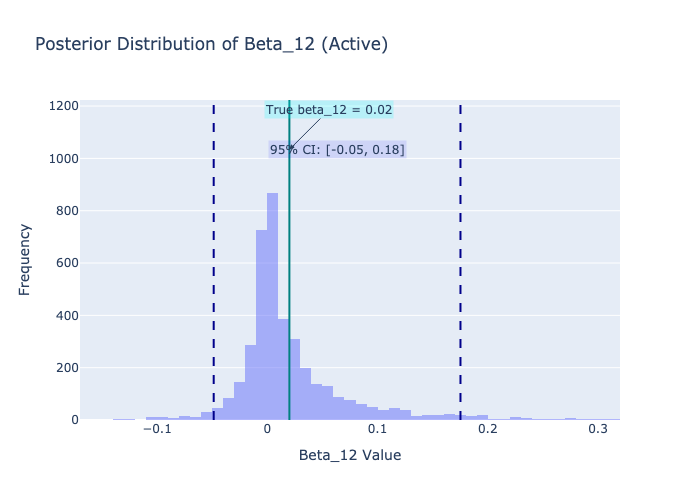 Posterior Distribution of Beta_12 (Active)
True beta_12 = 0.02
95% CI: [-0.05, 0.18]
1200
1000
800
600
400
200
0
Frequency
−0.1
0
0.1
0.2
0.3
Beta_12 Value